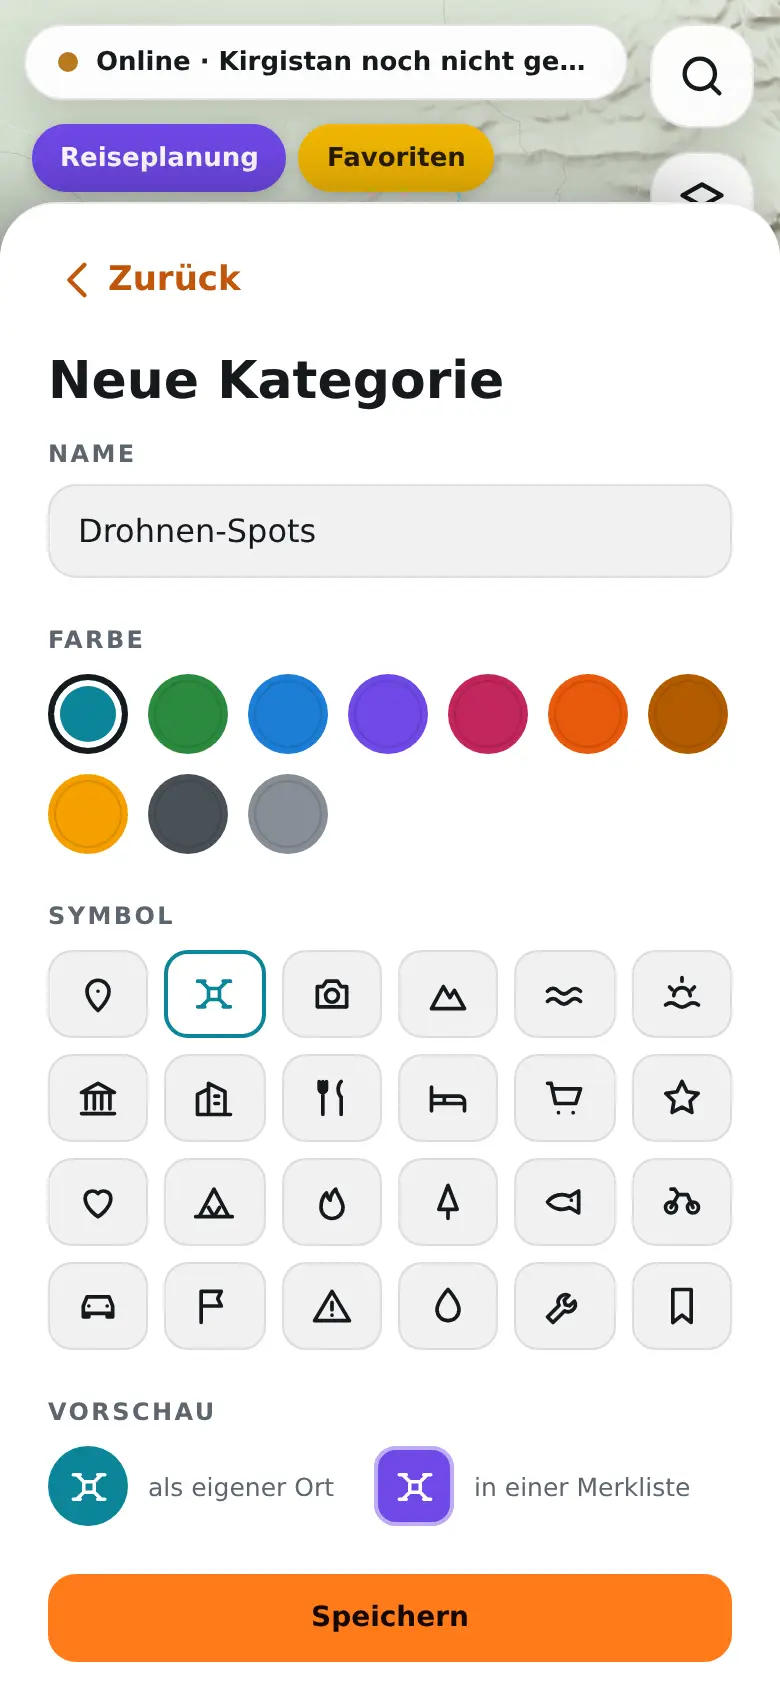 Online · Kirgistan noch nicht ge…
Reiseplanung
Favoriten
Zurück
Neue Kategorie
NAME
Drohnen-Spots
FARBE
SYMBOL
VORSCHAU
als eigener Ort
in einer Merkliste
Speichern